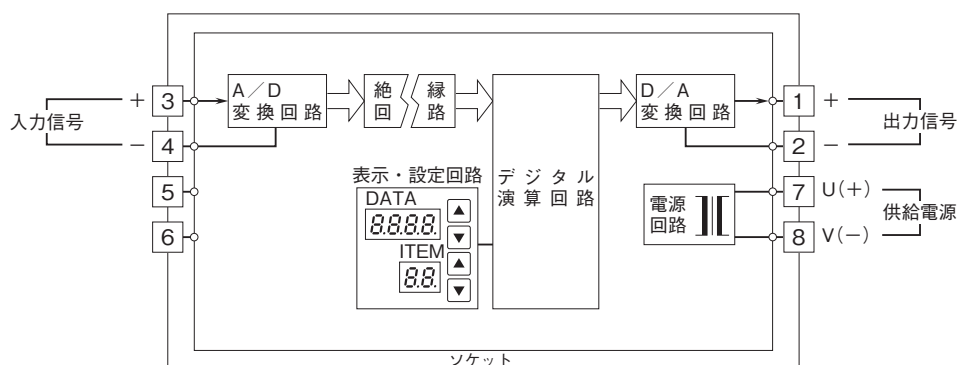 A／D
変換回路
絶 縁
回 路
D／A
変換回路
＋ 3
入力信号
－ 4
5
6
1 ＋
出力信号
2 －
7 U(＋)
供給電源
8 V(－)
表示・設定回路
DATA
8.8.8.8.
ITEM
8.8.
デジタル
演算回路
電源
回路
ソケット